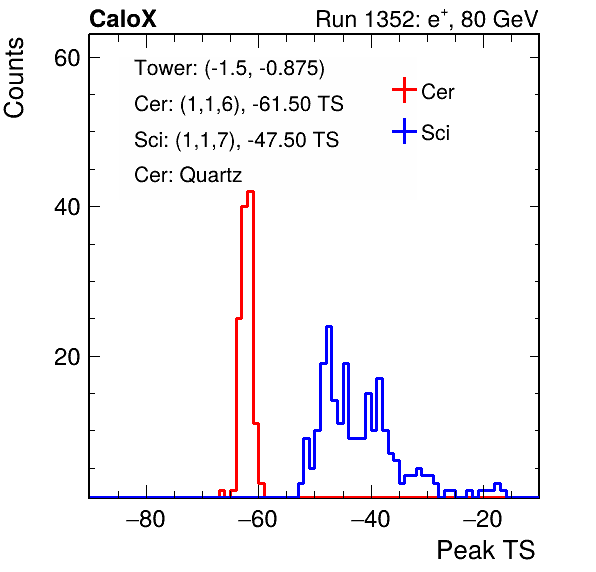 CaloX Run 1352: e⁺, 80 GeV
Tower: (-1.5, -0.875)
Cer: (1,1,6), -61.50 TS
Sci: (1,1,7), -47.50 TS
Cer: Quartz
Cer
Sci
Counts
60
40
20
−80 −60 −40 −20
Peak TS